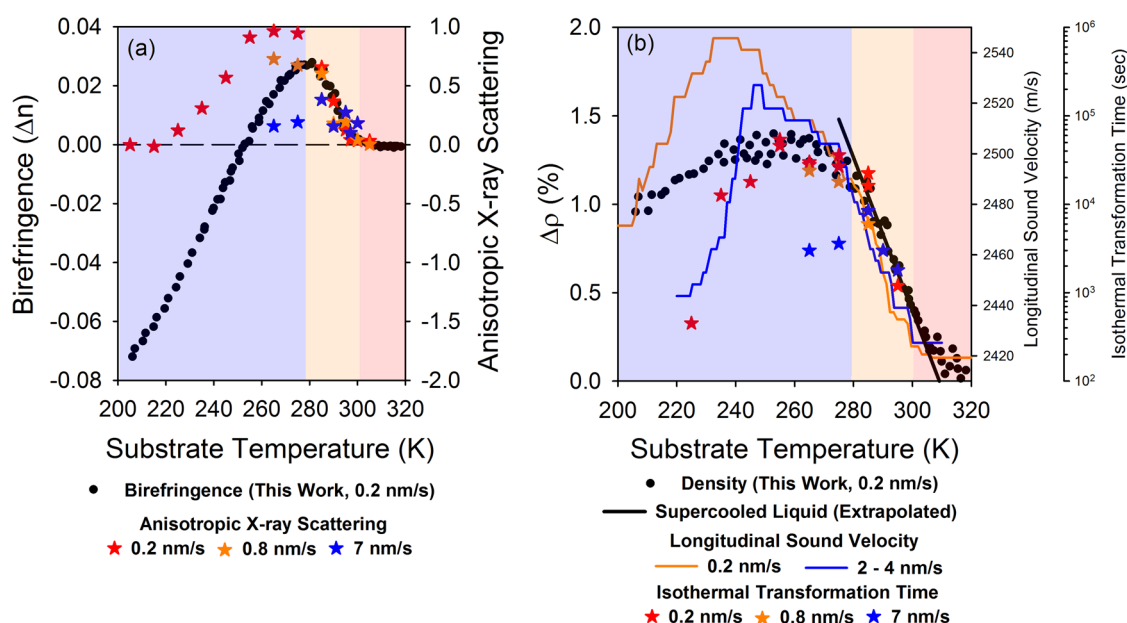 (a)
0.04
0.02
0.00
-0.02
-0.04
-0.06
-0.08
Birefringence (Δn)
1.0
0.5
0.0
-0.5
-1.0
-1.5
-2.0
Anisotropic X-ray Scattering
200 220 240 260 280 300 320
Substrate Temperature (K)
Birefringence (This Work, 0.2 nm/s)
Anisotropic X-ray Scattering
0.2 nm/s 0.8 nm/s 7 nm/s
(b)
2.0
1.5
1.0
0.5
0.0
Δρ (%)
2540
2520
2500
2480
2460
2440
2420
Longitudinal Sound Velocity (m/s)
10⁶
10⁵
10⁴
10³
10²
Isothermal Transformation Time (sec)
200 220 240 260 280 300 320
Substrate Temperature (K)
Density (This Work, 0.2 nm/s)
Supercooled Liquid (Extrapolated)
Longitudinal Sound Velocity
0.2 nm/s 2 - 4 nm/s
Isothermal Transformation Time
0.2 nm/s 0.8 nm/s 7 nm/s